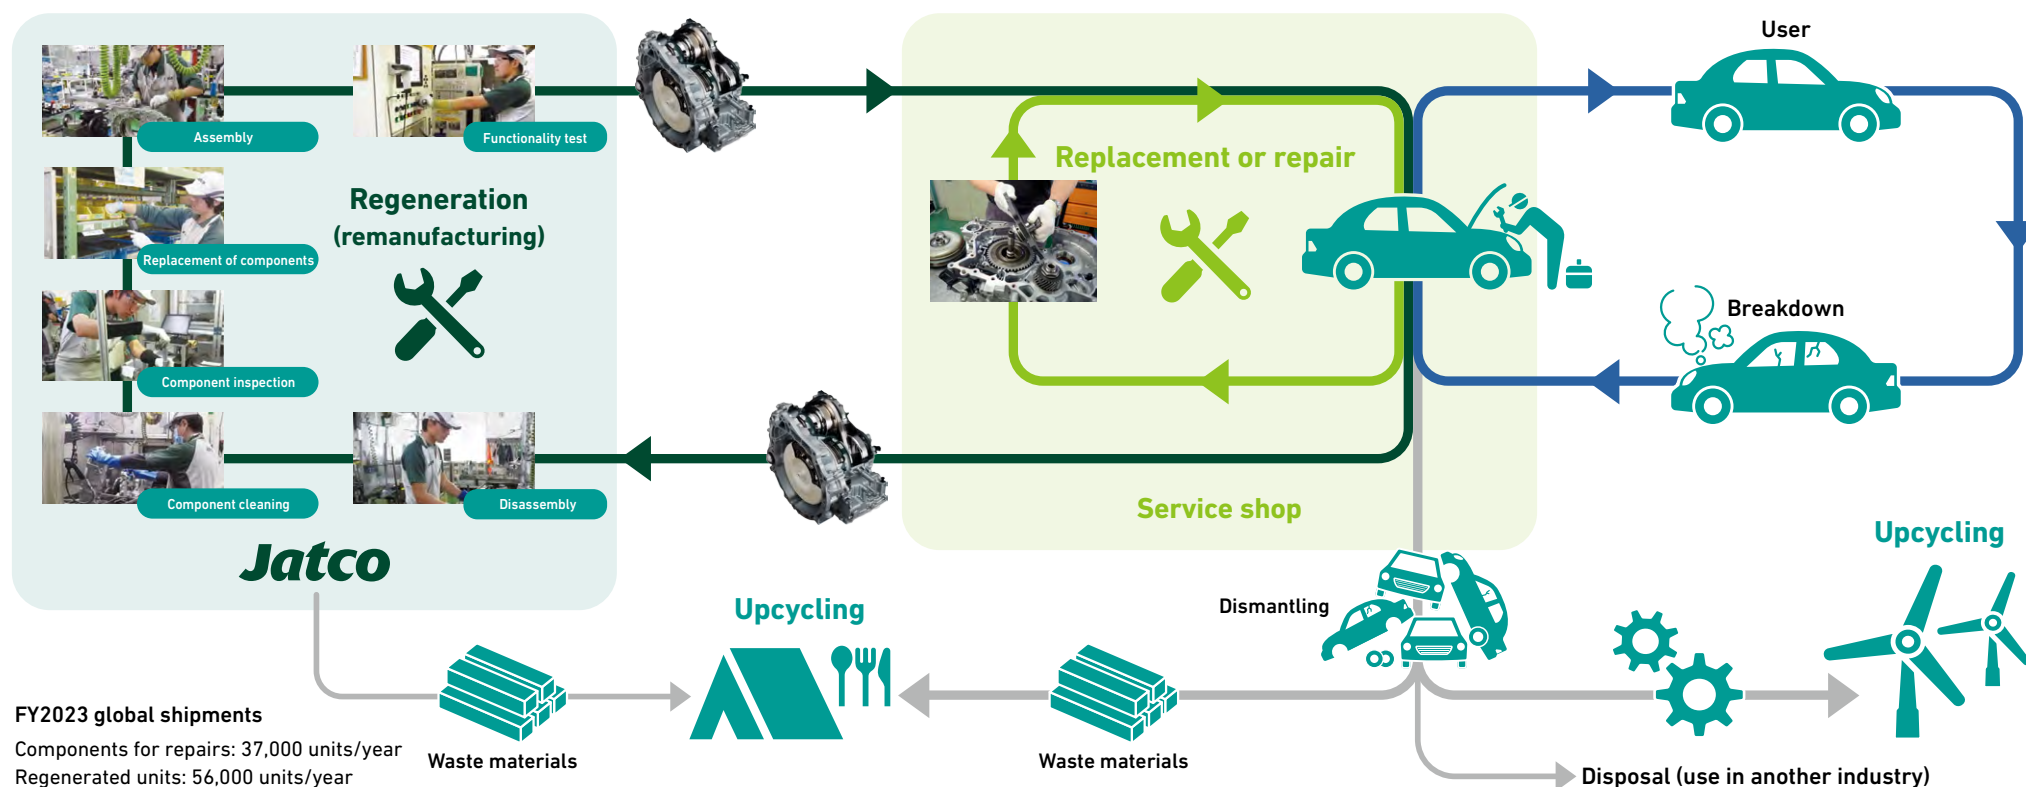 User
Assembly
Functionality test
Replacement or repair
Regeneration
(remanufacturing)
Replacement of components
Breakdown
Component inspection
Component cleaning
Disassembly
Service shop
Jatco
Upcycling
Upcycling
Dismantling
FY2023 global shipments
Components for repairs: 37,000 units/year
Regenerated units: 56,000 units/year
Waste materials
Waste materials
Disposal (use in another industry)